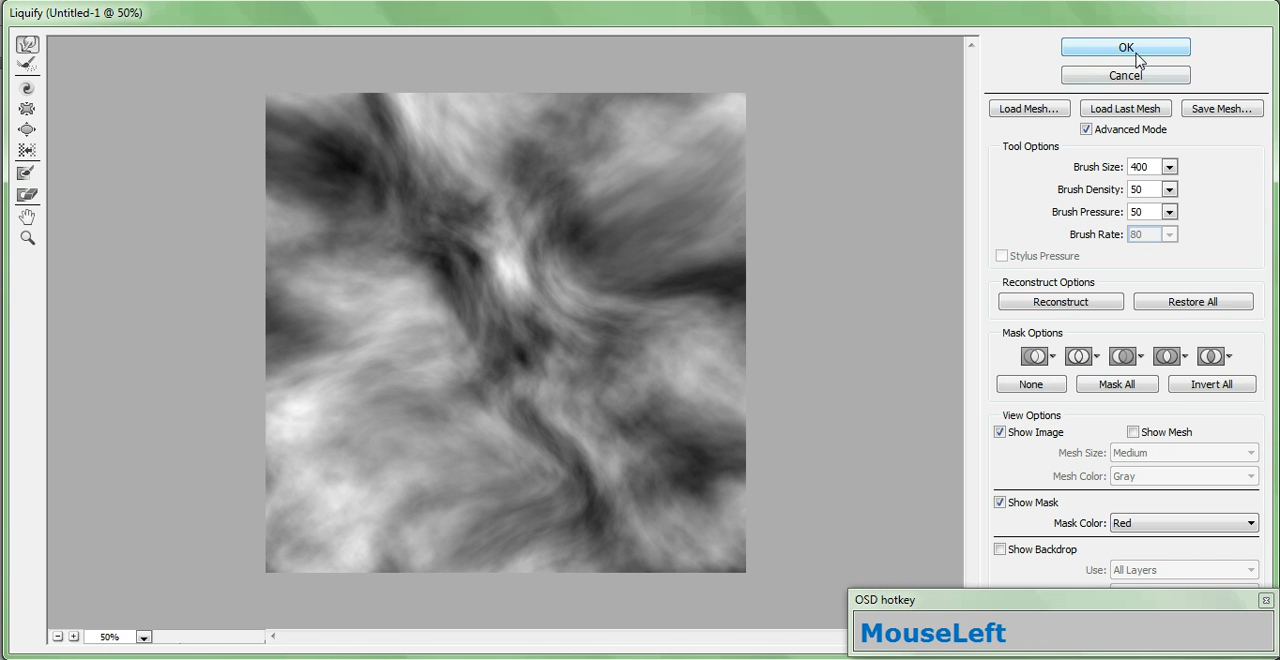 Liquify (Untitled-1 @ 50%)
OK
Cancel
Load Mesh... Load Last Mesh Save Mesh...
Advanced Mode
Tool Options
Brush Size: 400
Brush Density: 50
Brush Pressure: 50
Brush Rate: 80
Stylus Pressure
Reconstruct Options
Reconstruct Restore All
Mask Options
None Mask All Invert All
View Options
Show Image Show Mesh
Mesh Size: Medium
Mesh Color: Gray
Show Mask
Mask Color: Red
Show Backdrop
Use: All Layers
OSD hotkey
MouseLeft
50%